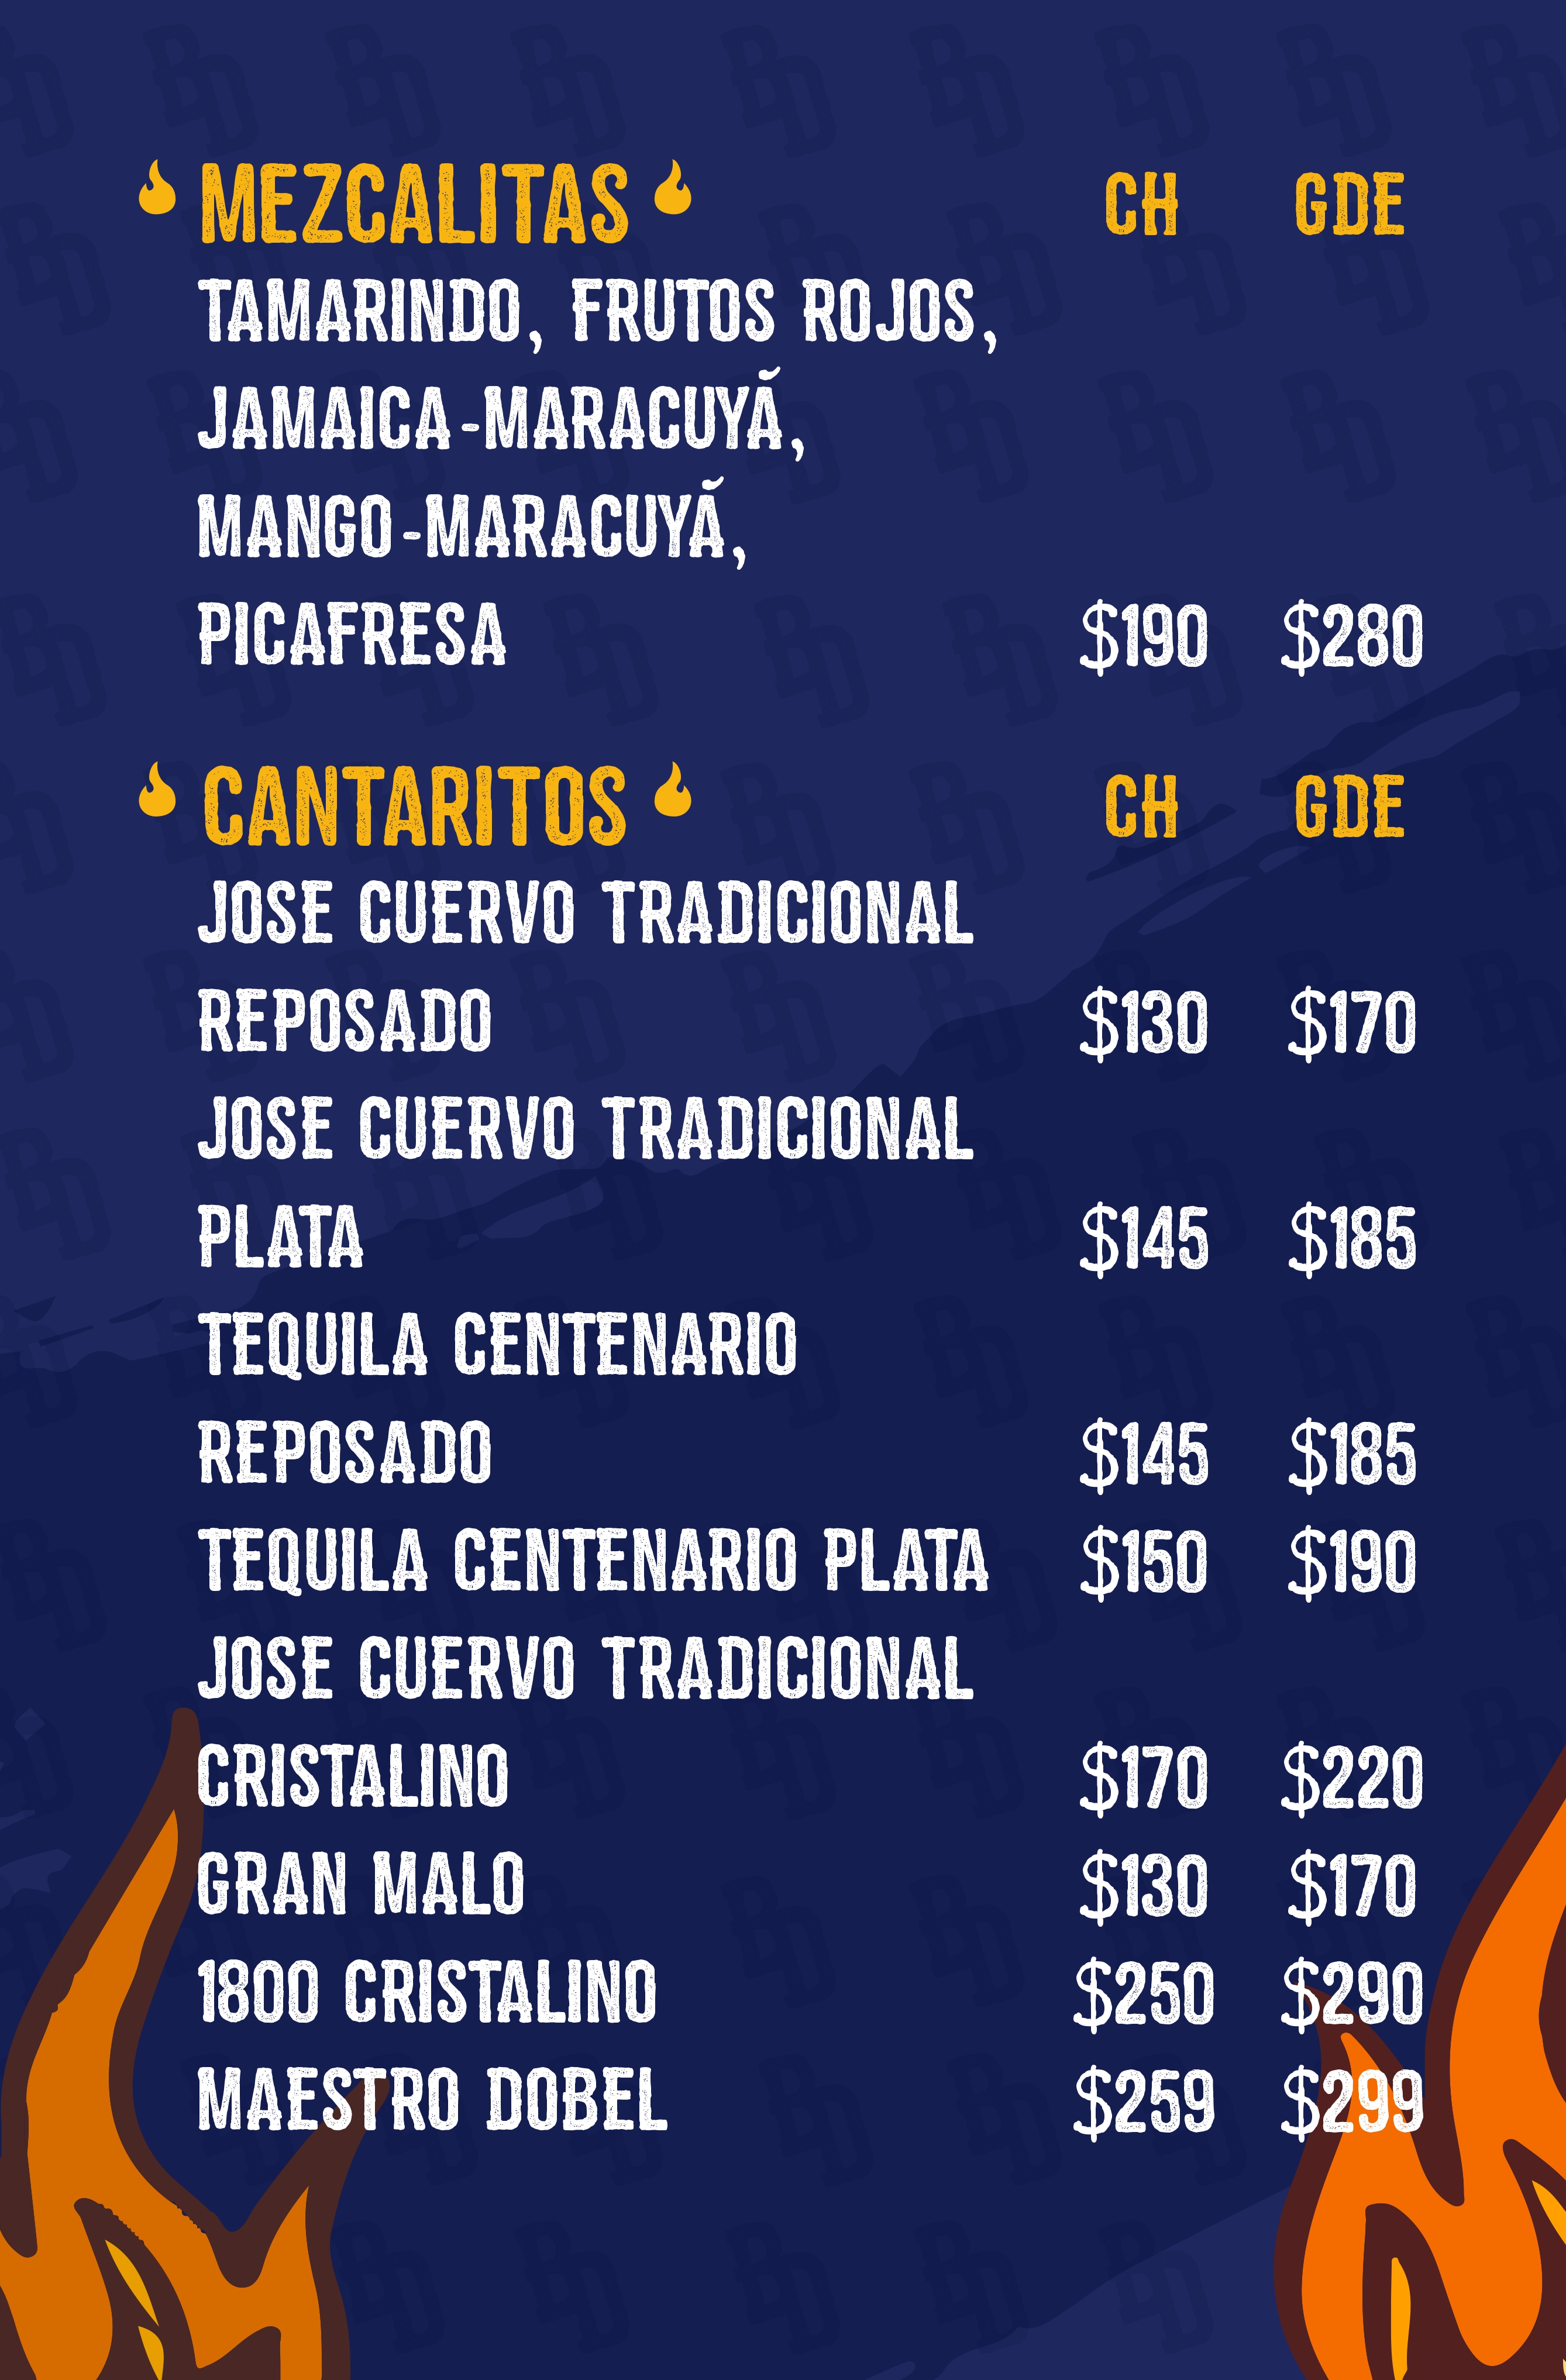 MEZCALITAS CH GDE
TAMARINDO, FRUTOS ROJOS,
JAMAICA-MARACUYÁ,
MANGO-MARACUYÁ,
PICAFRESA $190 $280
CANTARITOS CH GDE
JOSE CUERVO TRADICIONAL
REPOSADO $130 $170
JOSE CUERVO TRADICIONAL
PLATA $145 $185
TEQUILA CENTENARIO
REPOSADO $145 $185
TEQUILA CENTENARIO PLATA $150 $190
JOSE CUERVO TRADICIONAL
CRISTALINO $170 $220
GRAN MALO $130 $170
1800 CRISTALINO $250 $290
MAESTRO DOBEL $259 $299